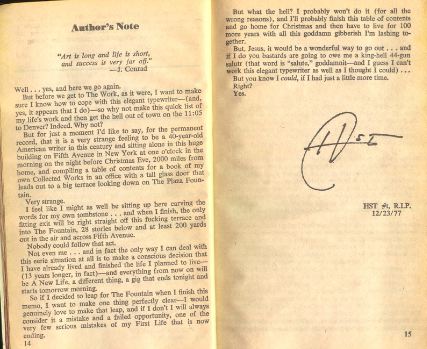 Author's Note
"Art is long and life is short,
and success is very far off."
—J. Conrad
Well . . . yes, and here we go again.
But before we get to The Work, as it were, I want to make
sure I know how to cope with this elegant typewriter—(and,
yes, it appears that I do)—so why not make this quick list of
my life's work and then get the hell out of town on the 11:05
to Denver? Indeed. Why not?
But for just a moment I'd like to say, for the permanent
record, that it is a very strange feeling to be a 40-year-old
American writer in this century and sitting alone in this huge
building on Fifth Avenue in New York at one o'clock in the
morning on the night before Christmas Eve, 2000 miles from
home, and compiling a table of contents for a book of my
own Collected Works in an office with a tall glass door that
leads out to a big terrace looking down on The Plaza Foun-
tain.
Very strange.
I feel like I might as well be sitting up here carving the
words for my own tombstone . . . and when I finish, the only
fitting exit will be right straight off this fucking terrace and
into The Fountain, 28 stories below and at least 200 yards
out in the air and across Fifth Avenue.
Nobody could follow that act.
Not even me . . . and in fact the only way I can deal with
this eerie situation at all is to make a conscious decision that
I have already lived and finished the life I planned to live—
(13 years longer, in fact)—and everything from now on will
be A New Life, a different thing, a gig that ends tonight and
starts tomorrow morning.
So if I decided to leap for The Fountain when I finish this
memo, I want to make one thing perfectly clear—I would
genuinely love to make that leap, and if I don't I will always
consider it a mistake and a failed opportunity, one of the
very few serious mistakes of my First Life that is now
ending.
14
But what the hell? I probably won't do it (for all the
wrong reasons), and I'll probably finish this table of contents
and go home for Christmas and then have to live for 100
more years with all this goddamn gibberish I'm lashing to-
gether.
But, Jesus, it would be a wonderful way to go out . . . and
if I do you bastards are going to owe me a king-hell 44-gun
salutt (that word is "salute," goddamnit—and I guess I can't
work this elegant typewriter as well as I thought I could) . . .
But you know I could, if I had just a little more time.
Right?
Yes.
HST
HST #1, R.I.P.
12/23/77
15